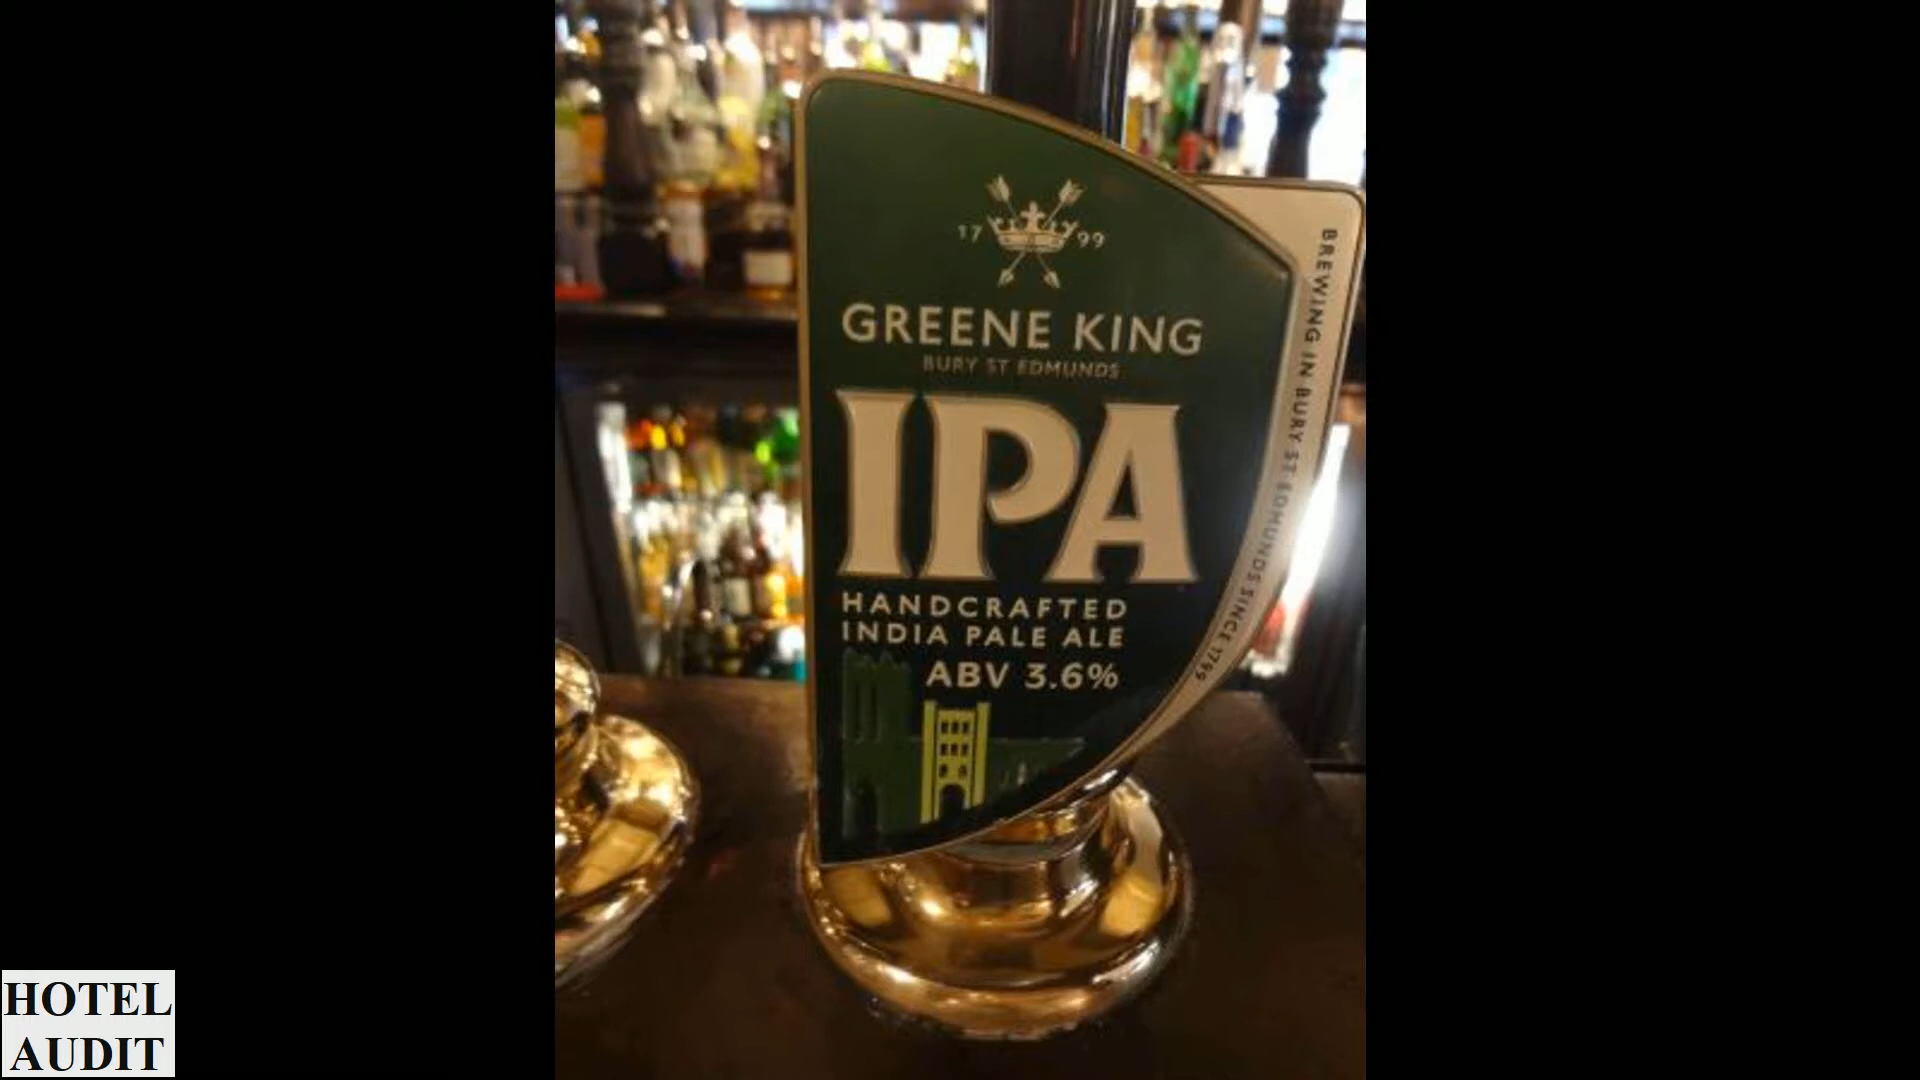 17 99
GREENE KING
BURY ST EDMUNDS
IPA
HANDCRAFTED
INDIA PALE ALE
ABV 3.6%
BREWING IN BURY ST EDMUNDS SINCE 1799
HOTEL
AUDIT